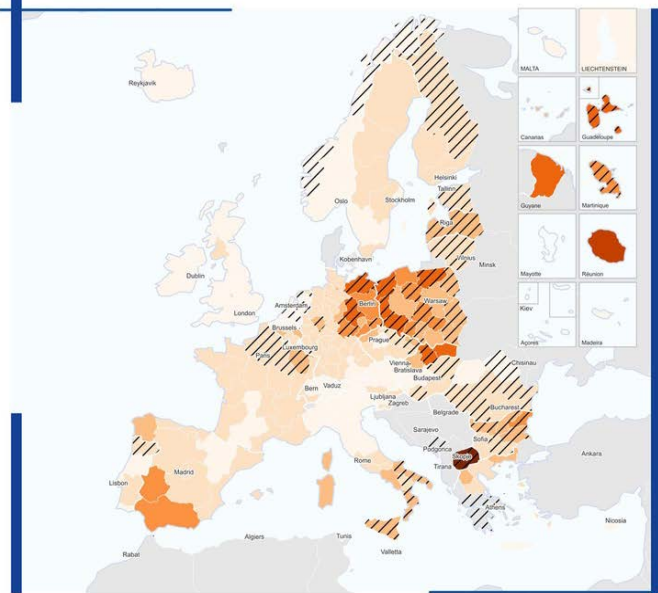 MALTA
LIECHTENSTEIN
Reykjavik
Canarias
Guadeloupe
Helsinki
Tallinn
Oslo
Stockholm
Guyane
Martinique
Riga
Dublin
Kobenhavn
Vilnius
Minsk
Mayotte
Réunion
London
Amsterdam
Berlin
Warsaw
Kiev
Brussels
Açores
Madeira
Luxembourg
Prague
Paris
Vienna
Bratislava
Chisinau
Bern
Vaduz
Budapest
Ljubljana
Zagreb
Belgrade
Bucharest
Sarajevo
Sofia
Podgorica
Skopje
Madrid
Rome
Tirana
Ankara
Lisbon
Athens
Algiers
Tunis
Nicosia
Rabat
Valletta